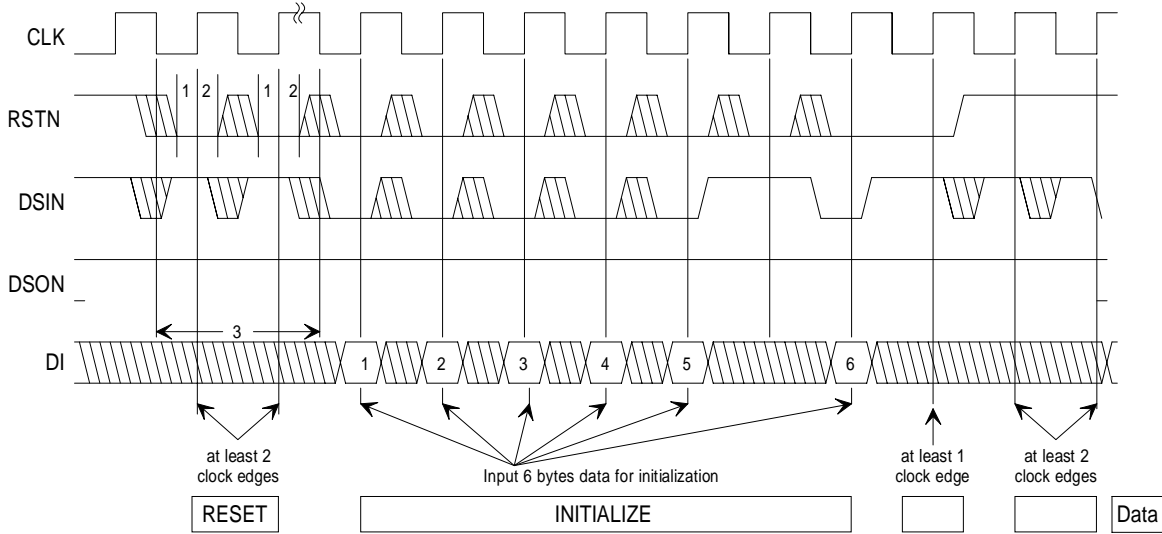 CLK
1 2 1 2
RSTN
DSIN
DSON
3
DI
1 2 3 4 5 6
at least 2
clock edges
Input 6 bytes data for initialization
at least 1
clock edge
at least 2
clock edges
RESET
INITIALIZE
Data